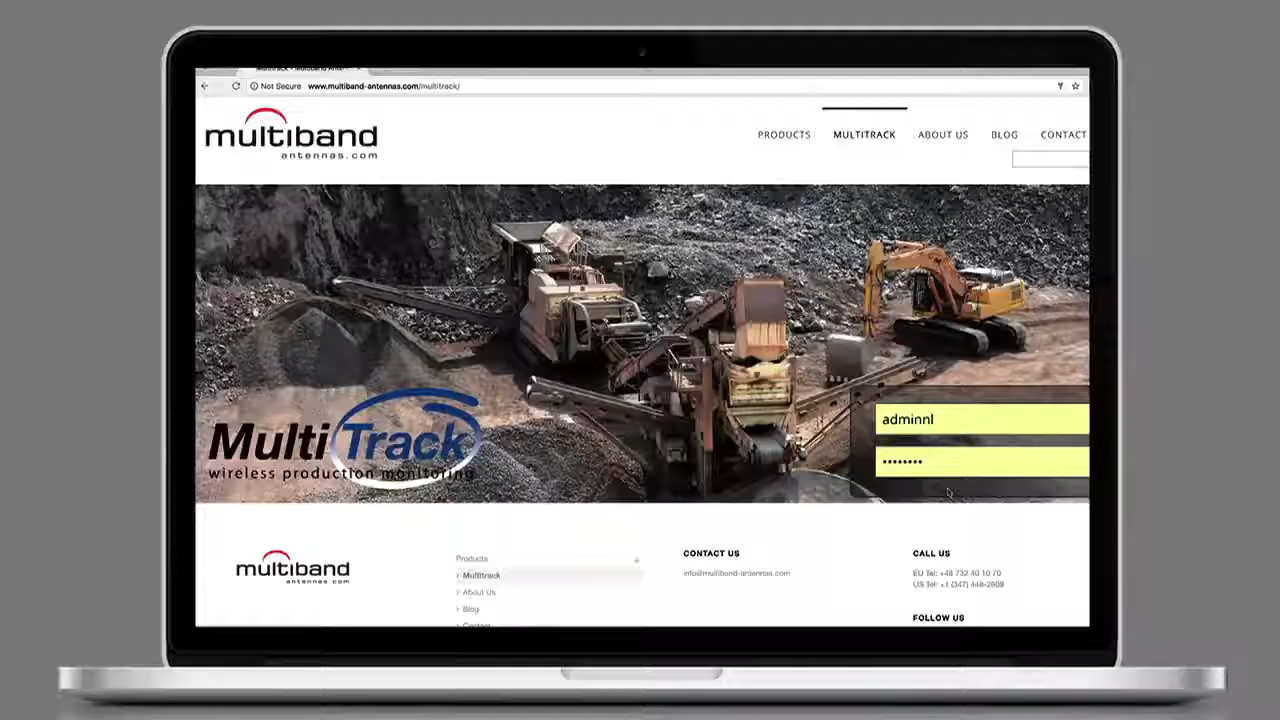 Multitrack - Multiband Ante
Not Secure www.multiband-antennas.com/multitrack/
multiband
antennas.com
PRODUCTS MULTITRACK ABOUT US BLOG CONTACT
adminnl
••••••••
Multi Track
wireless production monitoring
multiband
antennas.com
Products
› Multitrack
› About Us
› Blog
› Contact
CONTACT US
info@multiband-antennas.com
CALL US
EU Tel: +48 732 40 10 70
US Tel: +1 (347) 448-2609
FOLLOW US